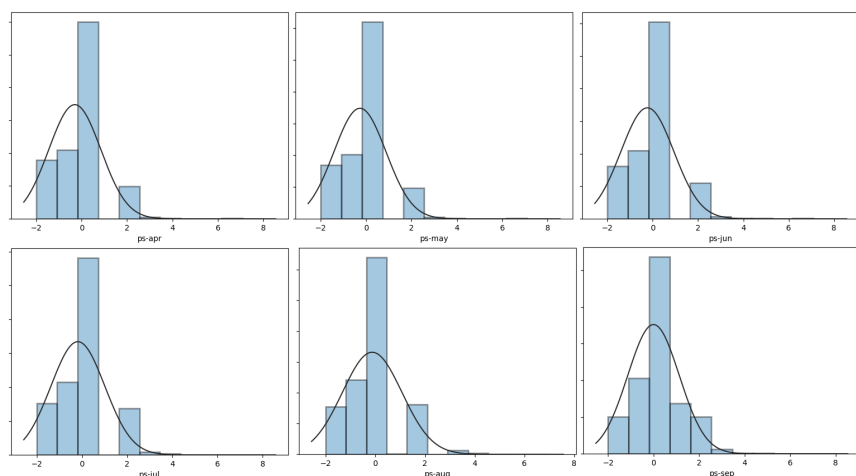 −2 0 2 4 6 8
ps-apr
−2 0 2 4 6 8
ps-may
−2 0 2 4 6 8
ps-jun
−2 0 2 4 6 8
ps-jul
−2 0 2 4 6 8
ps-aug
−2 0 2 4 6 8
ps-sep